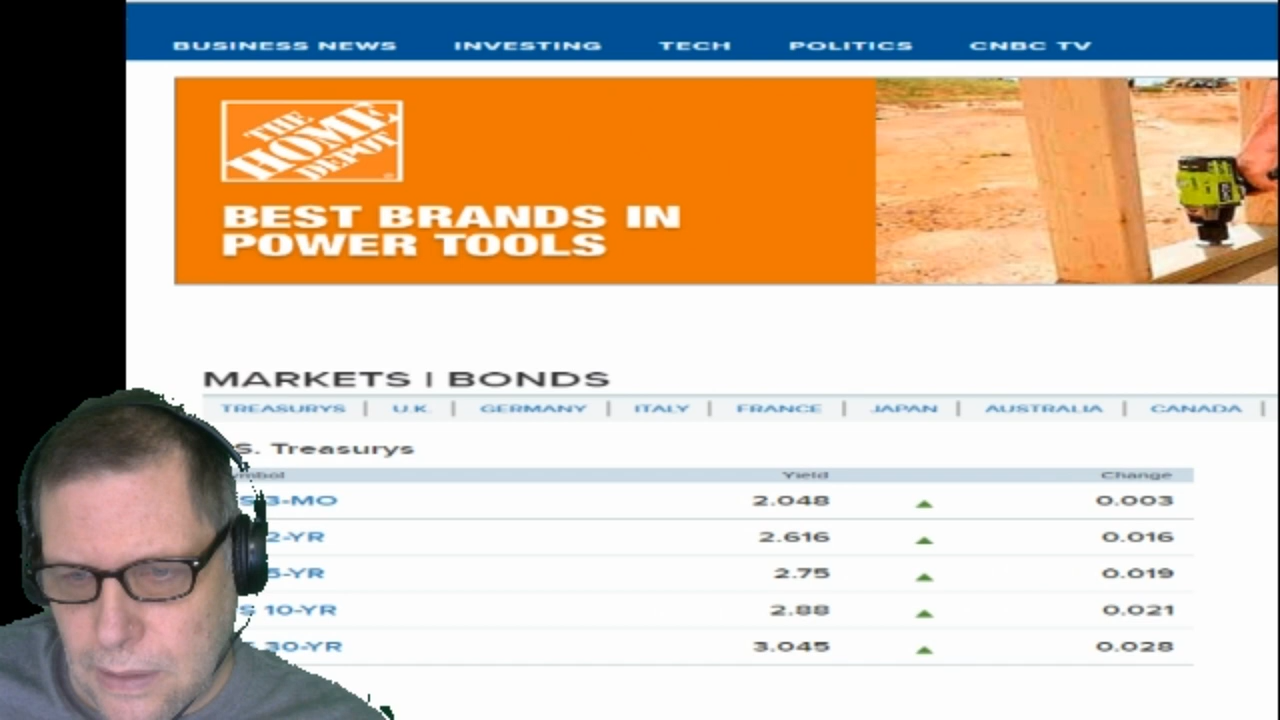 BUSINESS NEWS INVESTING TECH POLITICS CNBC TV
THE
HOME
DEPOT
BEST BRANDS IN
POWER TOOLS
MARKETS | BONDS
TREASURYS | U.K. | GERMANY | ITALY | FRANCE | JAPAN | AUSTRALIA | CANADA |
S. Treasurys
mbol Yield Change
S 3-MO 2.048 ▲ 0.003
2-YR 2.616 ▲ 0.016
5-YR 2.75 ▲ 0.019
S 10-YR 2.88 ▲ 0.021
30-YR 3.045 ▲ 0.028